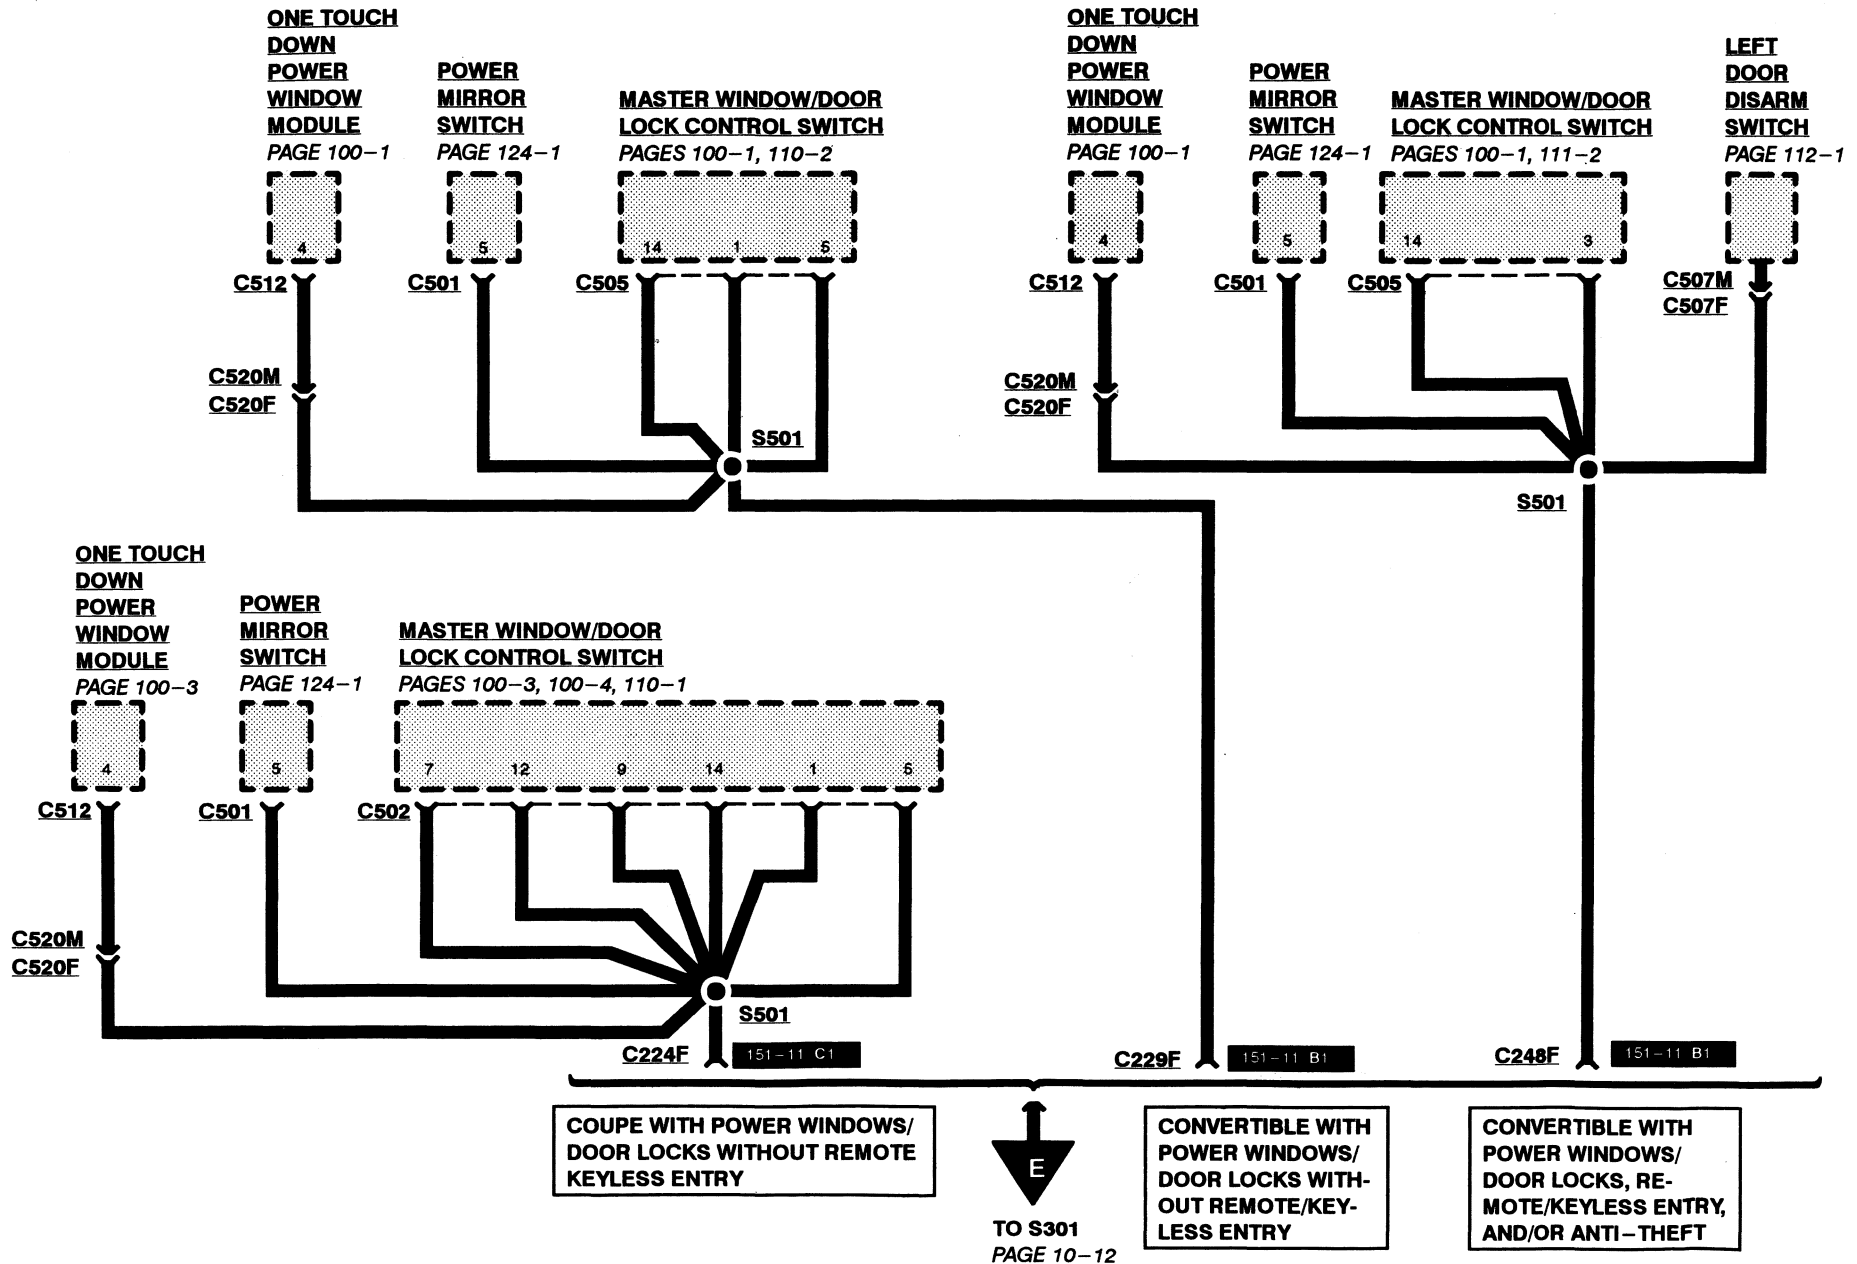 ONE TOUCH
DOWN
POWER
WINDOW
MODULE
PAGE 100-1
POWER
MIRROR
SWITCH
PAGE 124-1
MASTER WINDOW/DOOR
LOCK CONTROL SWITCH
PAGES 100-1, 110-2
4
5
14 1 5
C512
C501
C505
C520M
C520F
S501
ONE TOUCH
DOWN
POWER
WINDOW
MODULE
PAGE 100-1
POWER
MIRROR
SWITCH
PAGE 124-1
MASTER WINDOW/DOOR
LOCK CONTROL SWITCH
PAGES 100-1, 111-2
LEFT
DOOR
DISARM
SWITCH
PAGE 112-1
4
5
14 3
C512
C501
C505
C507M
C507F
C520M
C520F
S501
ONE TOUCH
DOWN
POWER
WINDOW
MODULE
PAGE 100-3
POWER
MIRROR
SWITCH
PAGE 124-1
MASTER WINDOW/DOOR
LOCK CONTROL SWITCH
PAGES 100-3, 100-4, 110-1
4
5
7 12 9 14 1 5
C512
C501
C502
C520M
C520F
S501
C224F
151-11 C1
C229F
151-11 B1
C248F
151-11 B1
COUPE WITH POWER WINDOWS/
DOOR LOCKS WITHOUT REMOTE
KEYLESS ENTRY
E
TO S301
PAGE 10-12
CONVERTIBLE WITH
POWER WINDOWS/
DOOR LOCKS WITH-
OUT REMOTE/KEY-
LESS ENTRY
CONVERTIBLE WITH
POWER WINDOWS/
DOOR LOCKS, RE-
MOTE/KEYLESS ENTRY,
AND/OR ANTI-THEFT